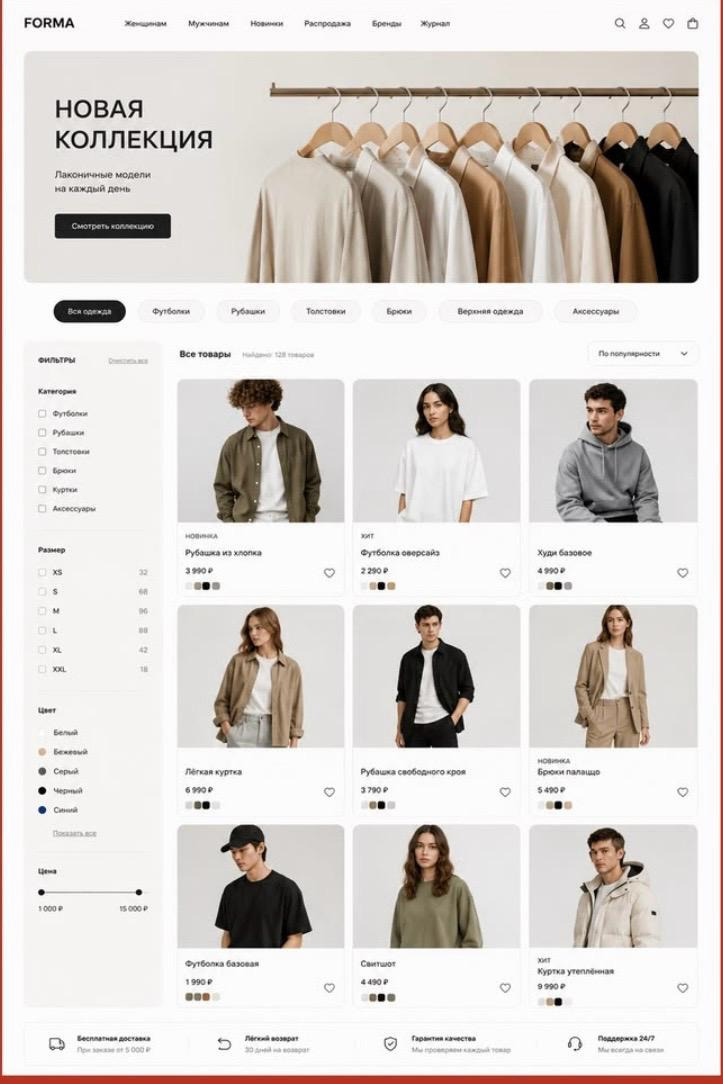 FORMA
Женщинам Мужчинам Новинки Распродажа Бренды Журнал
НОВАЯ
КОЛЛЕКЦИЯ
Лаконичные модели
на каждый день
Смотреть коллекцию
Вся одежда Футболки Рубашки Толстовки Брюки Верхняя одежда Аксессуары
ФИЛЬТРЫ Очистить все
Категория
Футболки
Рубашки
Толстовки
Брюки
Куртки
Аксессуары
Размер
XS 32
S 68
M 96
L 88
XL 42
XXL 18
Цвет
Белый
Бежевый
Серый
Черный
Синий
Показать все
Цена
1 000 ₽ 15 000 ₽
Все товары Найдено: 128 товаров
По популярности
НОВИНКА
Рубашка из хлопка
3 990 ₽
ХИТ
Футболка оверсайз
2 290 ₽
Худи базовое
4 990 ₽
Лёгкая куртка
6 990 ₽
Рубашка свободного кроя
3 790 ₽
НОВИНКА
Брюки палаццо
5 490 ₽
Футболка базовая
1 990 ₽
Свитшот
4 490 ₽
ХИТ
Куртка утеплённая
9 990 ₽
Бесплатная доставка
При заказе от 5 000 ₽
Лёгкий возврат
30 дней на возврат
Гарантия качества
Мы проверяем каждый товар
Поддержка 24/7
Мы всегда на связи